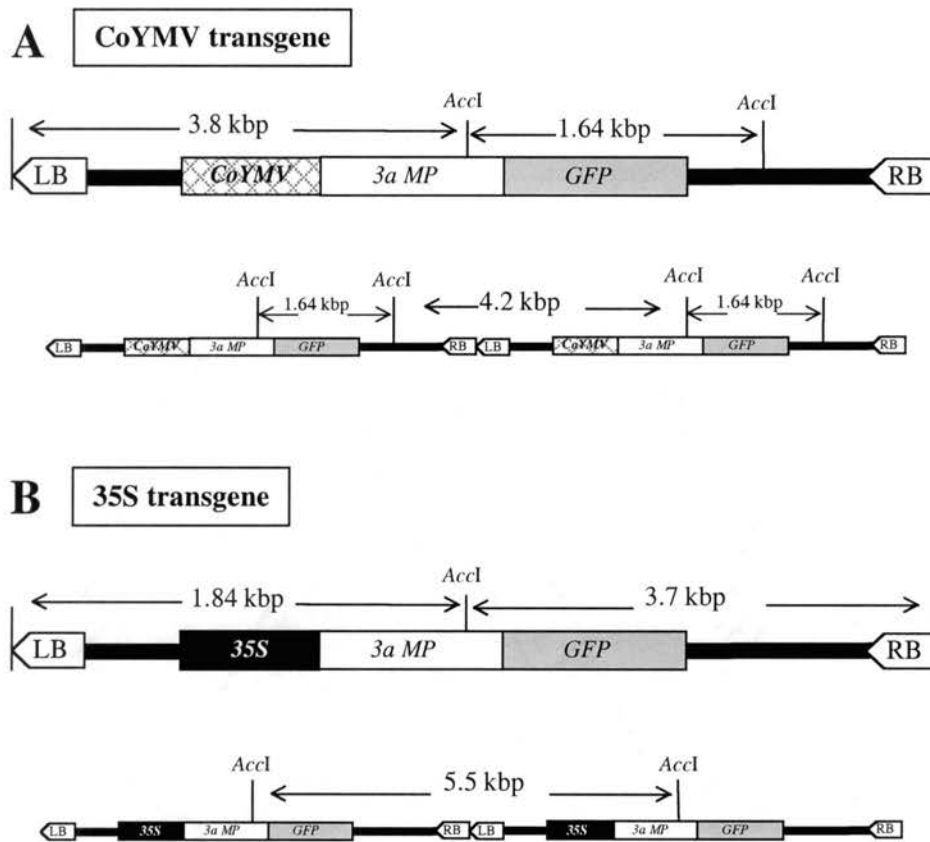 A CoYMV transgene
AccI AccI
3.8 kbp 1.64 kbp
LB CoYMV 3a MP GFP RB
AccI AccI AccI AccI
1.64 kbp 4.2 kbp 1.64 kbp
LB CoYMV 3a MP GFP RB LB CoYMV 3a MP GFP RB
B 35S transgene
AccI
1.84 kbp 3.7 kbp
LB 35S 3a MP GFP RB
AccI AccI
5.5 kbp
LB 35S 3a MP GFP RB LB 35S 3a MP GFP RB